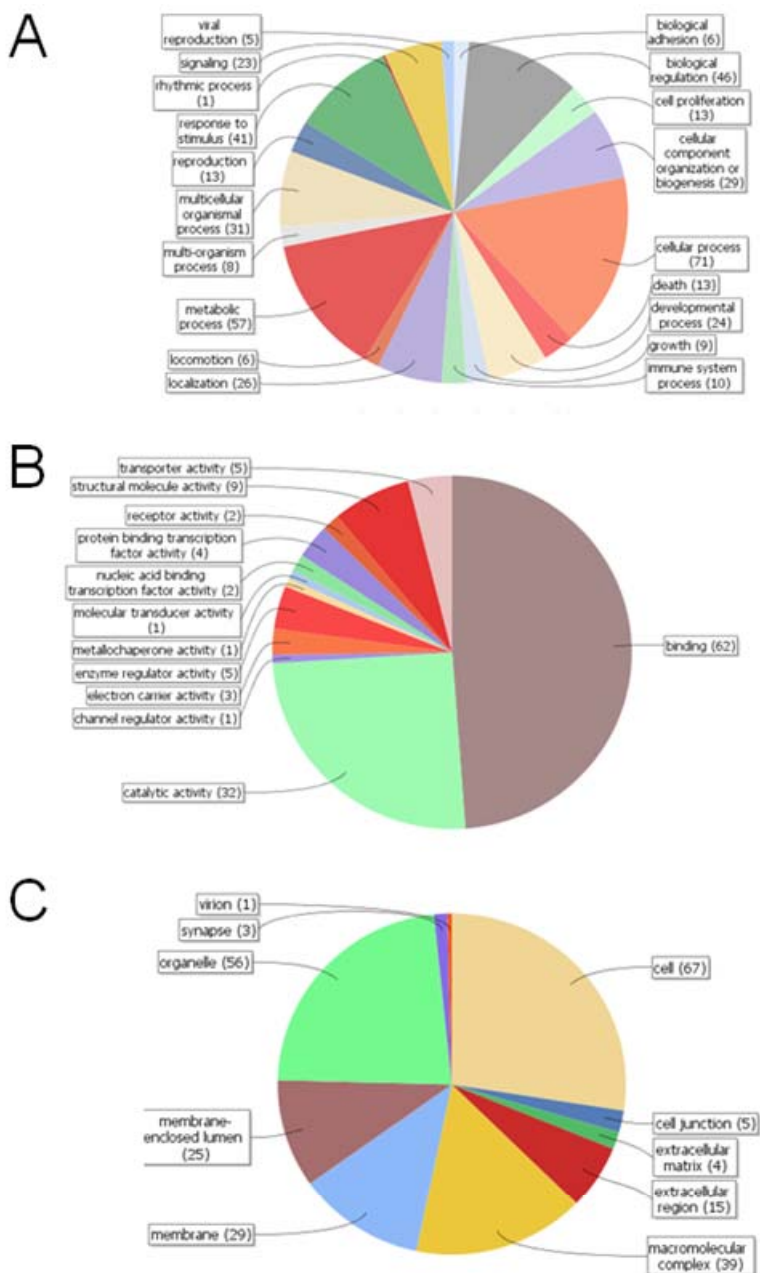 A
viral
reproduction (5)
signaling (23)
rhythmic process
(1)
response to
stimulus (41)
reproduction
(13)
multicellular
organismal
process (31)
multi-organism
process (8)
metabolic
process (57)
locomotion (6)
localization (26)
biological
adhesion (6)
biological
regulation (46)
cell proliferation
(13)
cellular
component
organization or
biogenesis (29)
cellular process
(71)
death (13)
developmental
process (24)
growth (9)
immune system
process (10)
B
transporter activity (5)
structural molecule activity (9)
receptor activity (2)
protein binding transcription
factor activity (4)
nucleic acid binding
transcription factor activity (2)
molecular transducer activity
(1)
metallochaperone activity (1)
enzyme regulator activity (5)
electron carrier activity (3)
channel regulator activity (1)
catalytic activity (32)
binding (62)
C
virion (1)
synapse (3)
organelle (56)
membrane-
enclosed lumen
(25)
membrane (29)
cell (67)
cell junction (5)
extracellular
matrix (4)
extracellular
region (15)
macromolecular
complex (39)